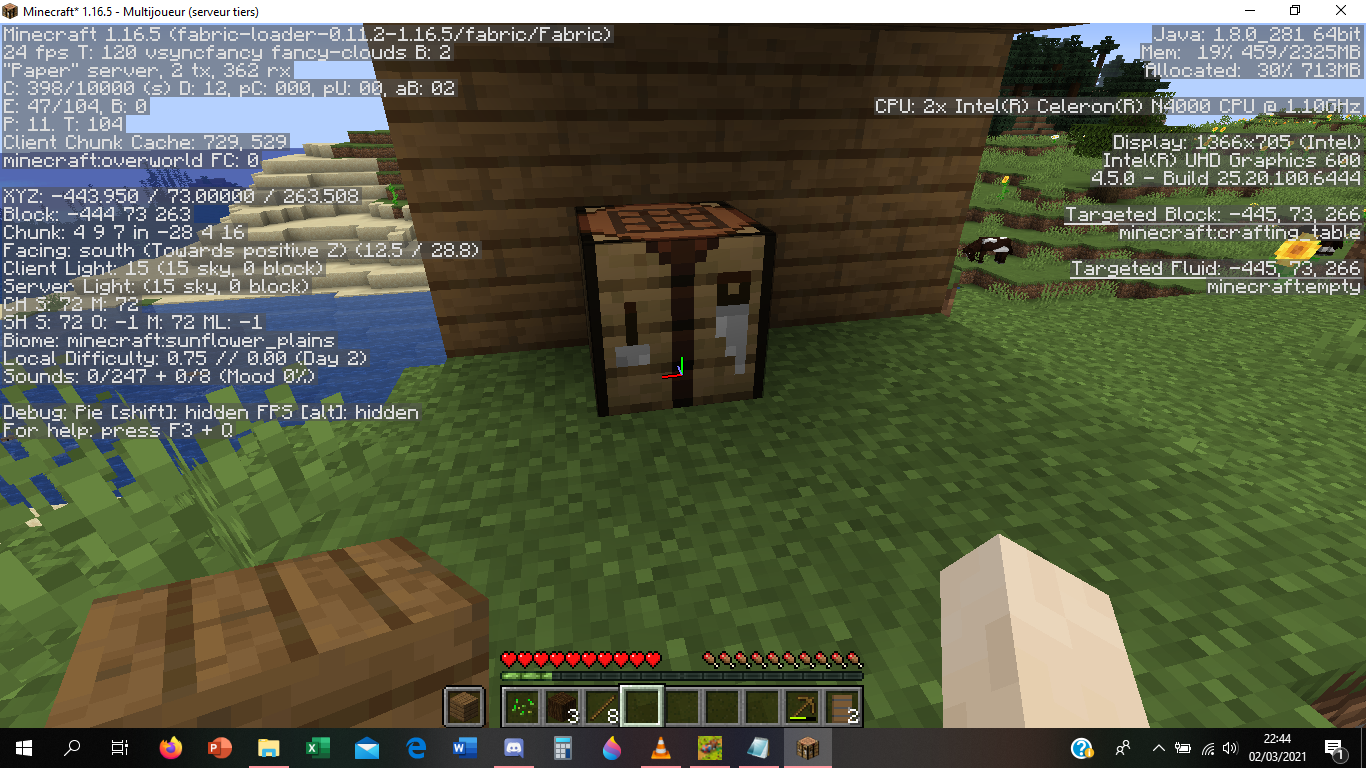 Minecraft* 1.16.5 - Multijoueur (serveur tiers)
Minecraft 1.16.5 (fabric-loader-0.11.2-1.16.5/fabric/Fabric)
24 fps T: 120 vsyncfancy fancy-clouds B: 2
"Paper" server, 2 tx, 362 rx
C: 398/10000 (s) D: 12, pC: 000, pU: 00, aB: 02
E: 47/104, B: 0
P: 11. T: 104
Client Chunk Cache: 729, 529
minecraft:overworld FC: 0
XYZ: -443.950 / 73.00000 / 263.508
Block: -444 73 263
Chunk: 4 9 7 in -28 4 16
Facing: south (Towards positive Z) (12.5 / 28.8)
Client Light: 15 (15 sky, 0 block)
Server Light: (15 sky, 0 block)
CH S: 72 M: 72
SH S: 72 O: -1 M: 72 ML: -1
Biome: minecraft:sunflower_plains
Local Difficulty: 0.75 // 0.00 (Day 2)
Sounds: 0/247 + 0/8 (Mood 0%)
Debug: Pie [shift]: hidden FPS [alt]: hidden
For help: press F3 + Q
Java: 1.8.0_281 64bit
Mem: 19% 459/2325MB
Allocated: 30% 713MB
CPU: 2x Intel(R) Celeron(R) N4000 CPU @ 1.10GHz
Display: 1366x705 (Intel)
Intel(R) UHD Graphics 600
4.5.0 - Build 25.20.100.6444
Targeted Block: -445, 73, 266
minecraft:crafting_table
Targeted Fluid: -445, 73, 266
minecraft:empty
3
8
2
22:44
02/03/2021
1